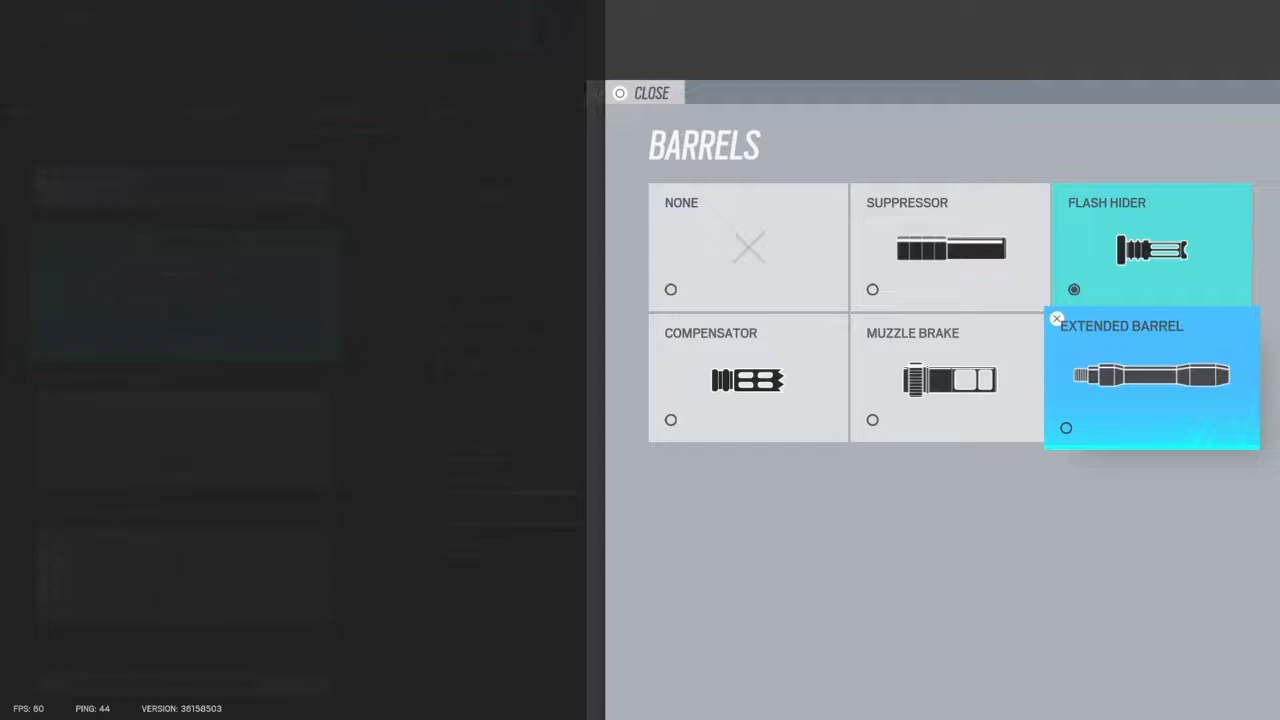 CLOSE
BARRELS
NONE
SUPPRESSOR
FLASH HIDER
COMPENSATOR
MUZZLE BRAKE
EXTENDED BARREL
FPS: 60
PING: 44
VERSION: 36158503